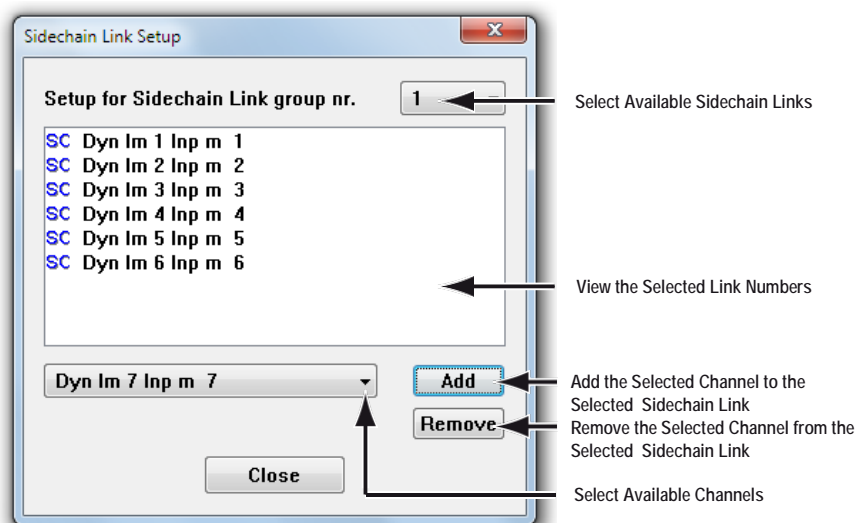 Sidechain Link Setup
x
Setup for Sidechain Link group nr. 1
Select Available Sidechain Links
SC Dyn Im 1 Inp m 1
SC Dyn Im 2 Inp m 2
SC Dyn Im 3 Inp m 3
SC Dyn Im 4 Inp m 4
SC Dyn Im 5 Inp m 5
SC Dyn Im 6 Inp m 6
View the Selected Link Numbers
Dyn Im 7 Inp m 7
Add
Add the Selected Channel to the
Selected Sidechain Link
Remove
Remove the Selected Channel from the
Selected Sidechain Link
Close
Select Available Channels